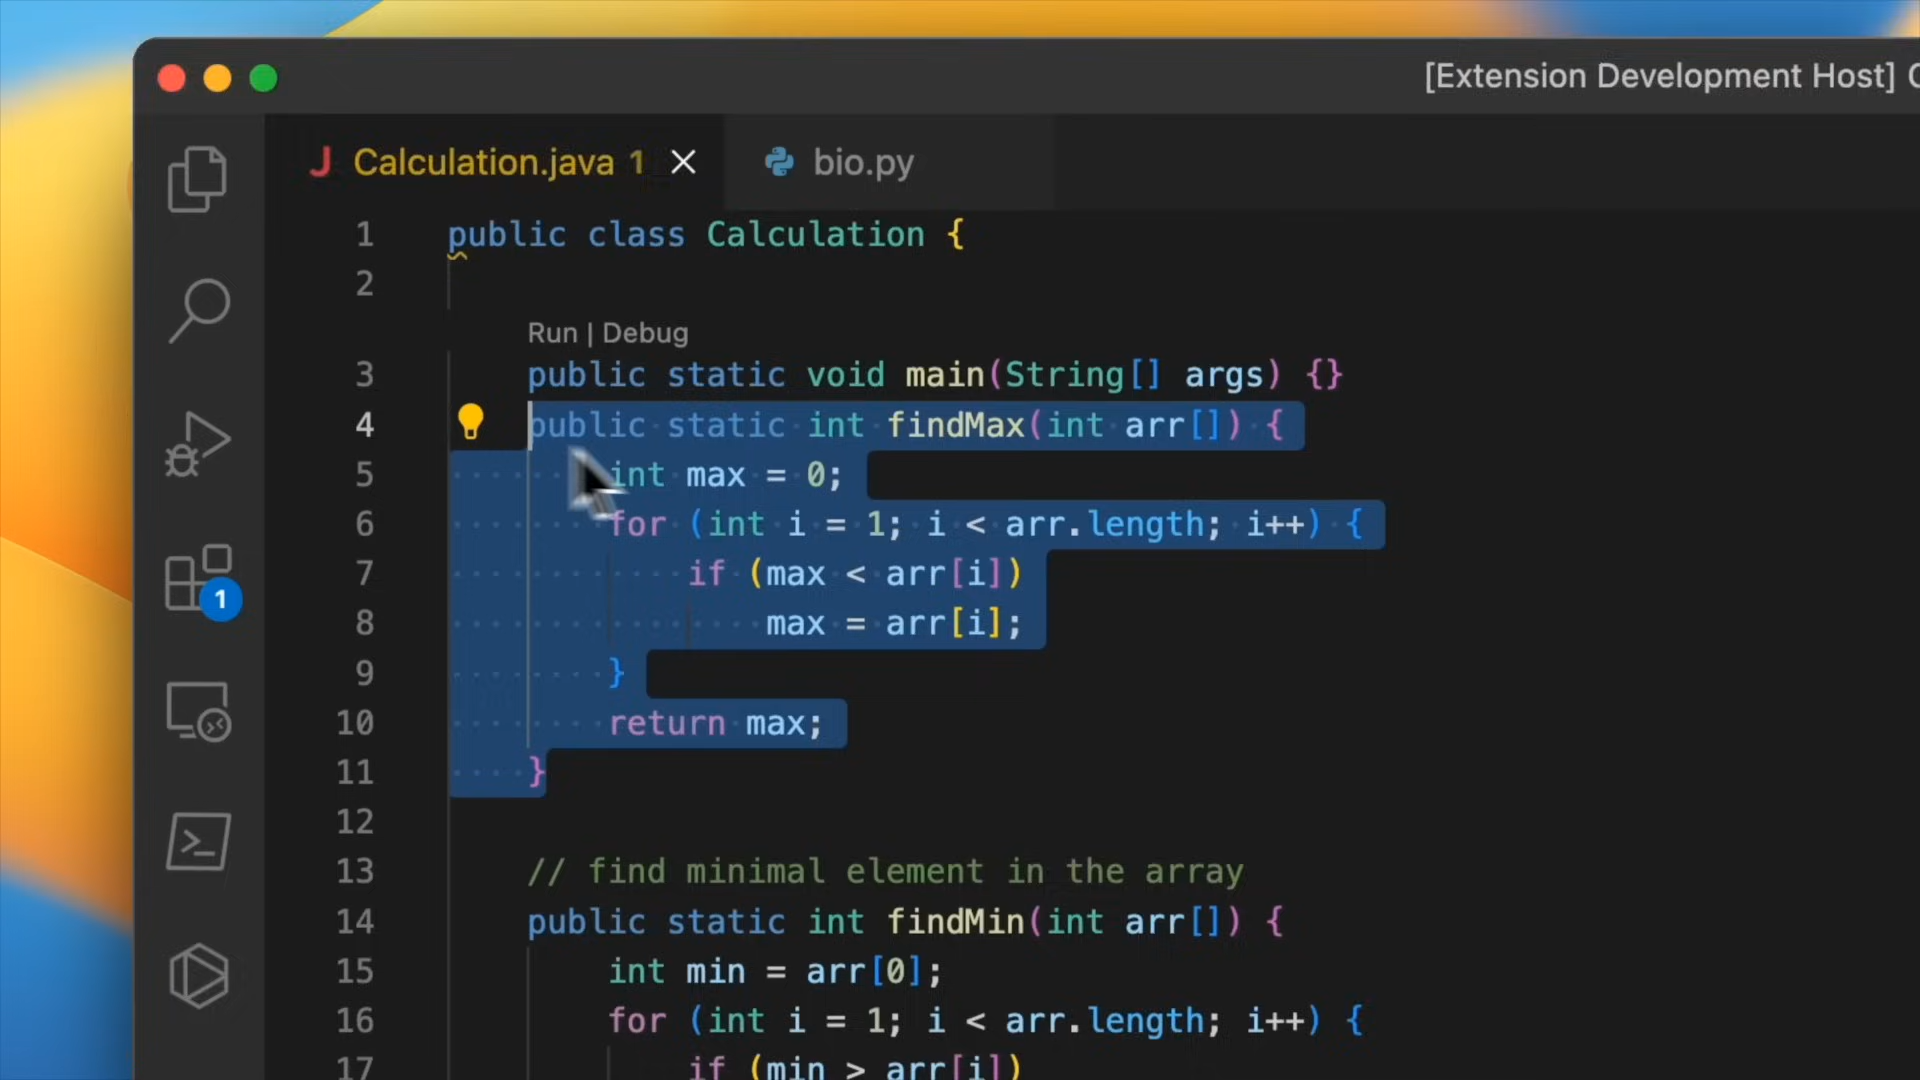 [Extension Development Host] C
Calculation.java 1
bio.py
1 public class Calculation {
2
Run | Debug
3 public static void main(String[] args) {}
4 public static int findMax(int arr[]) {
5 int max = 0;
6 for (int i = 1; i < arr.length; i++) {
7 if (max < arr[i])
8 max = arr[i];
9 }
10 return max;
11 }
12
13 // find minimal element in the array
14 public static int findMin(int arr[]) {
15 int min = arr[0];
16 for (int i = 1; i < arr.length; i++) {
17 if (min > arr[i])
1